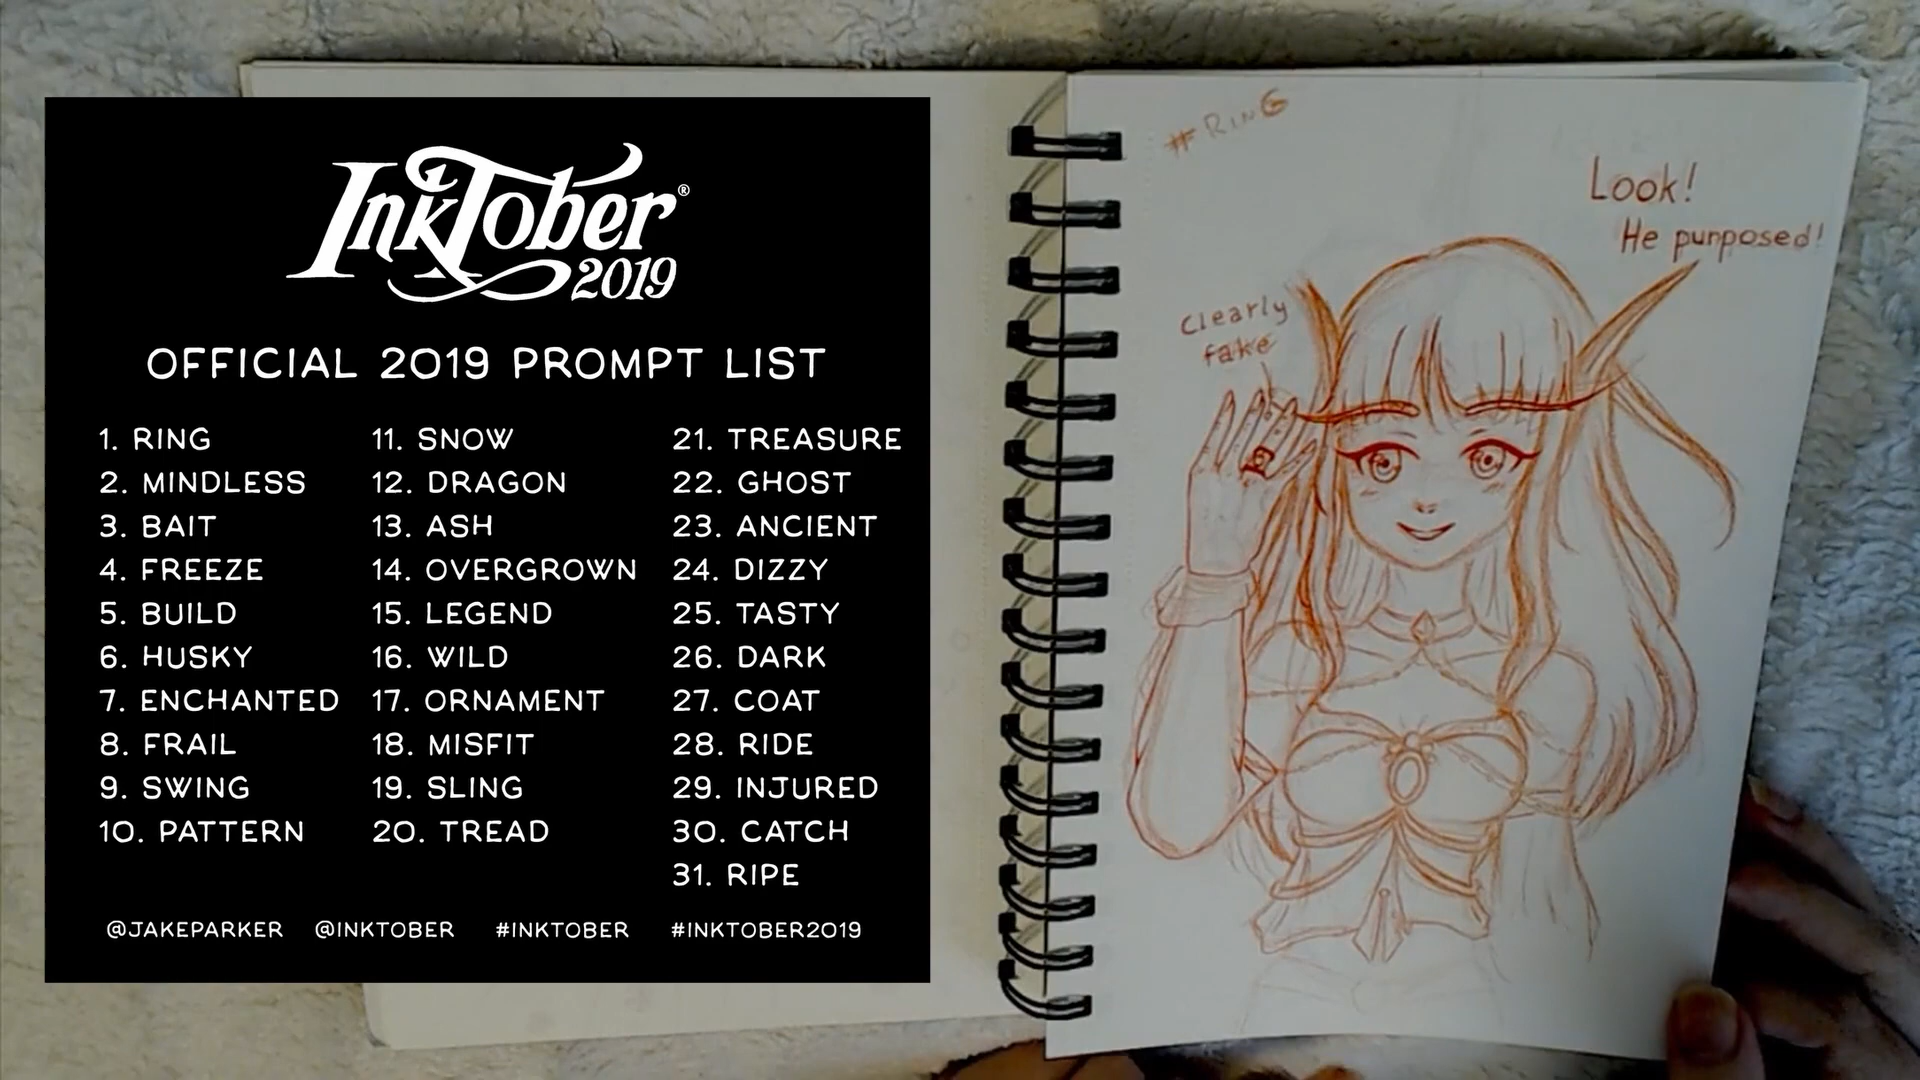 InkTober®
2019
OFFICIAL 2019 PROMPT LIST
1. RING
2. MINDLESS
3. BAIT
4. FREEZE
5. BUILD
6. HUSKY
7. ENCHANTED
8. FRAIL
9. SWING
10. PATTERN
11. SNOW
12. DRAGON
13. ASH
14. OVERGROWN
15. LEGEND
16. WILD
17. ORNAMENT
18. MISFIT
19. SLING
20. TREAD
21. TREASURE
22. GHOST
23. ANCIENT
24. DIZZY
25. TASTY
26. DARK
27. COAT
28. RIDE
29. INJURED
30. CATCH
31. RIPE
@JAKEPARKER @INKTOBER #INKTOBER #INKTOBER2019
#RING
Look!
He purposed!
Clearly
fake